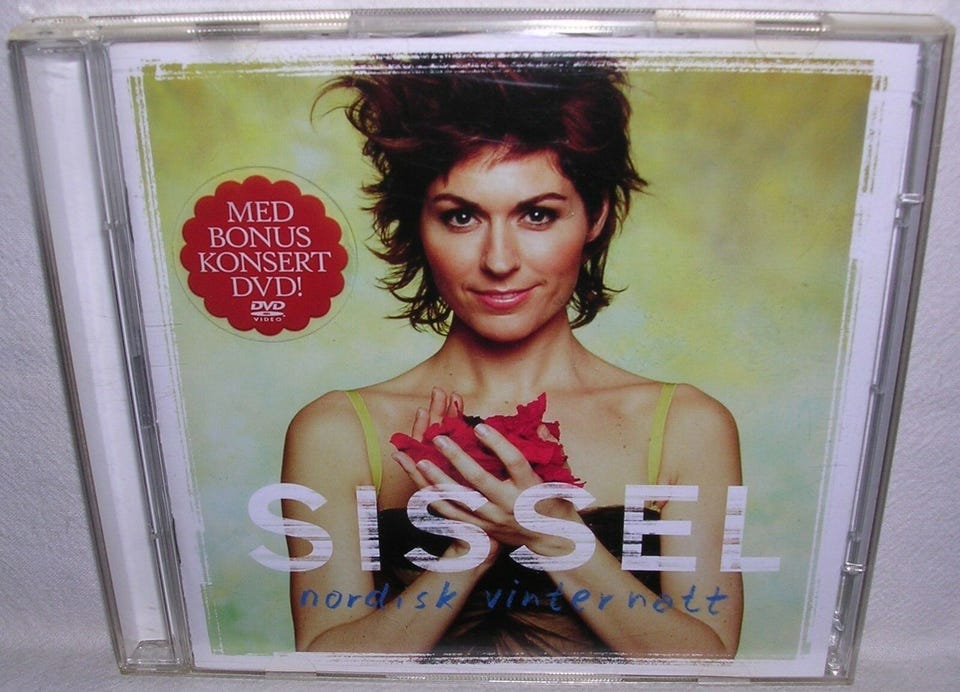 MED
BONUS
KONSERT
DVD!
DVD
VIDEO
SISSEL
nordisk vinternatt